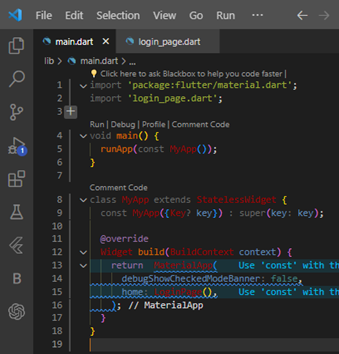 File Edit Selection View Go Run
main.dart login_page.dart
lib > main.dart > ...
Click here to ask Blackbox to help you code faster |
1 import 'package:flutter/material.dart';
2 import 'login_page.dart';
3
Run | Debug | Profile | Comment Code
4 void main() {
5 runApp(const MyApp());
6 }
7
Comment Code
8 class MyApp extends StatelessWidget {
9 const MyApp({Key? key}) : super(key: key);
10
11 @override
12 Widget build(BuildContext context) {
13 return MaterialApp( Use 'const' with th
14 debugShowCheckedModeBanner: false,
15 home: LoginPage(), Use 'const' with th
16 ); // MaterialApp
17 }
18 }
19